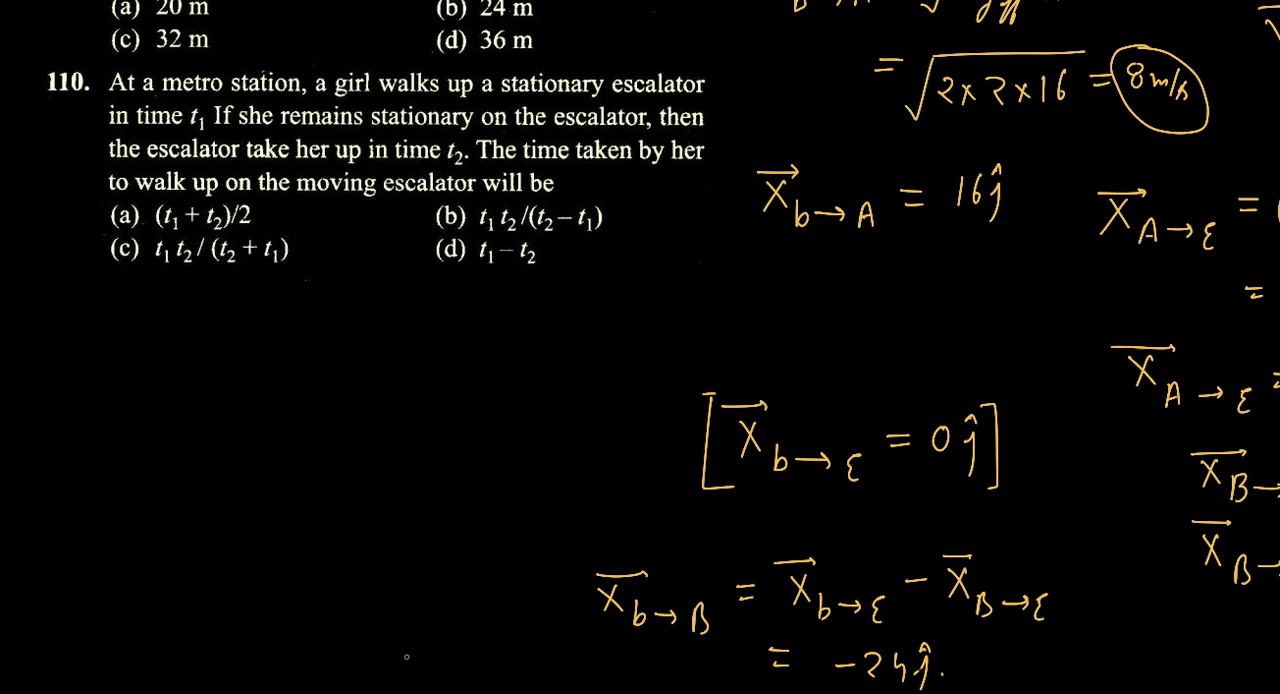 (a) 20 m (b) 24 m
(c) 32 m (d) 36 m
= √2×2×16 = 8m/s
110. At a metro station, a girl walks up a stationary escalator
in time t₁ If she remains stationary on the escalator, then
the escalator take her up in time t₂. The time taken by her
to walk up on the moving escalator will be
(a) (t₁ + t₂)/2 (b) t₁ t₂ /(t₂ – t₁)
(c) t₁ t₂ / (t₂ + t₁) (d) t₁ – t₂
X⃗ b→A = 16ĵ
X⃗ A→E =
=
X⃗ A→E =
[X⃗ b→E = 0ĵ]
X⃗ B→
X⃗ B→
X⃗ b→B = X⃗ b→E – X⃗ B→E
= –24ĵ.